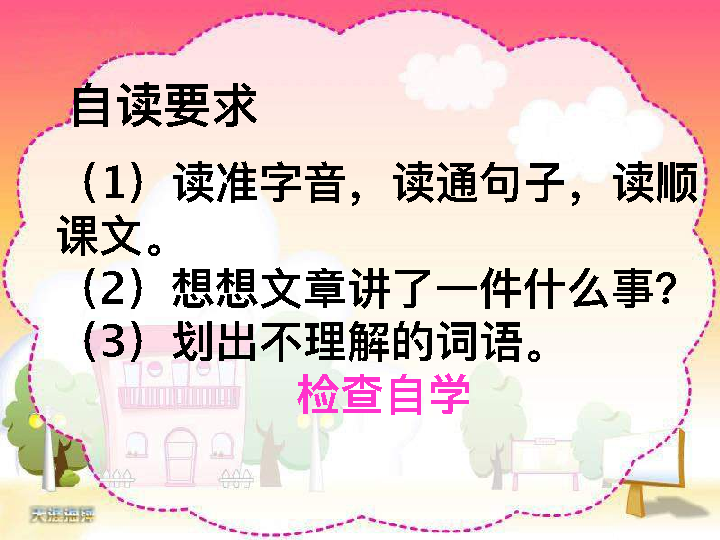 自读要求
（1）读准字音，读通句子，读顺
课文。
（2）想想文章讲了一件什么事？
（3）划出不理解的词语。
检查自学